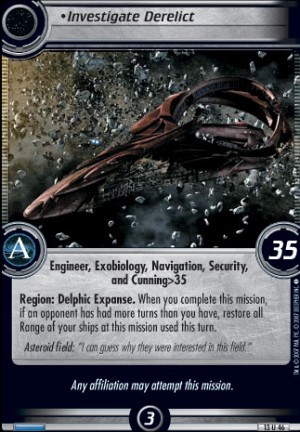 •Investigate Derelict
A
35
Engineer, Exobiology, Navigation, Security,
and Cunning>35
Region: Delphic Expanse. When you complete this mission,
if an opponent has had more turns than you have, restore all
Range of your ships at this mission used this turn.
Asteroid field: "I can guess why they were interested in this field."
Any affiliation may attempt this mission.
3
13 U 46